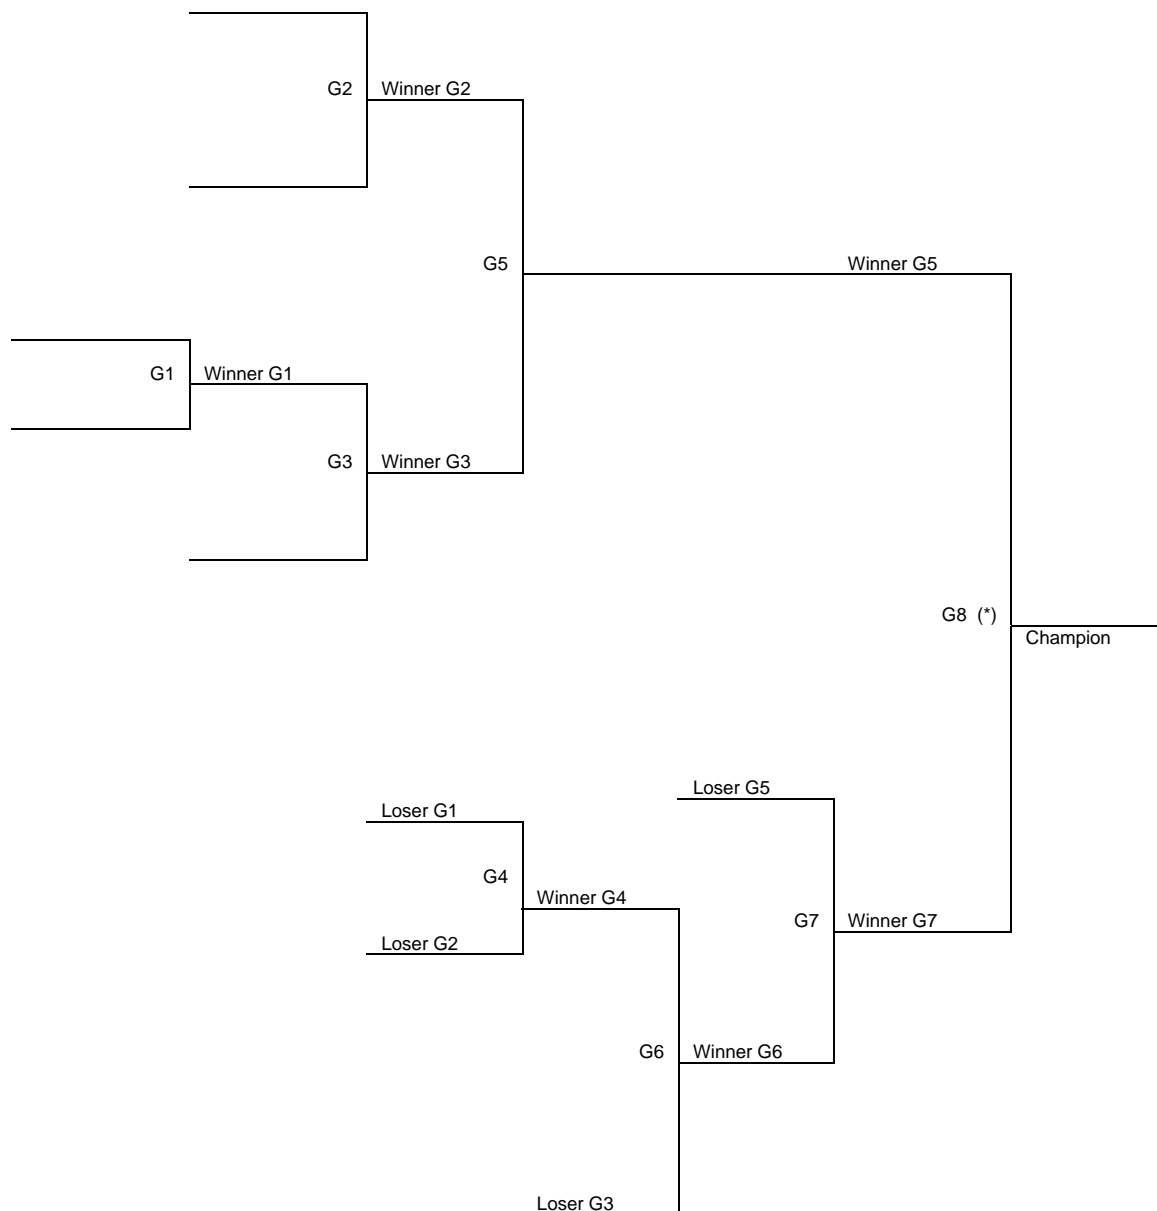 G2
Winner G2
G5
Winner G5
G1
Winner G1
G3
Winner G3
G8 (*)
Champion
Loser G5
Loser G1
G4
Winner G4
G7
Winner G7
Loser G2
G6
Winner G6
Loser G3